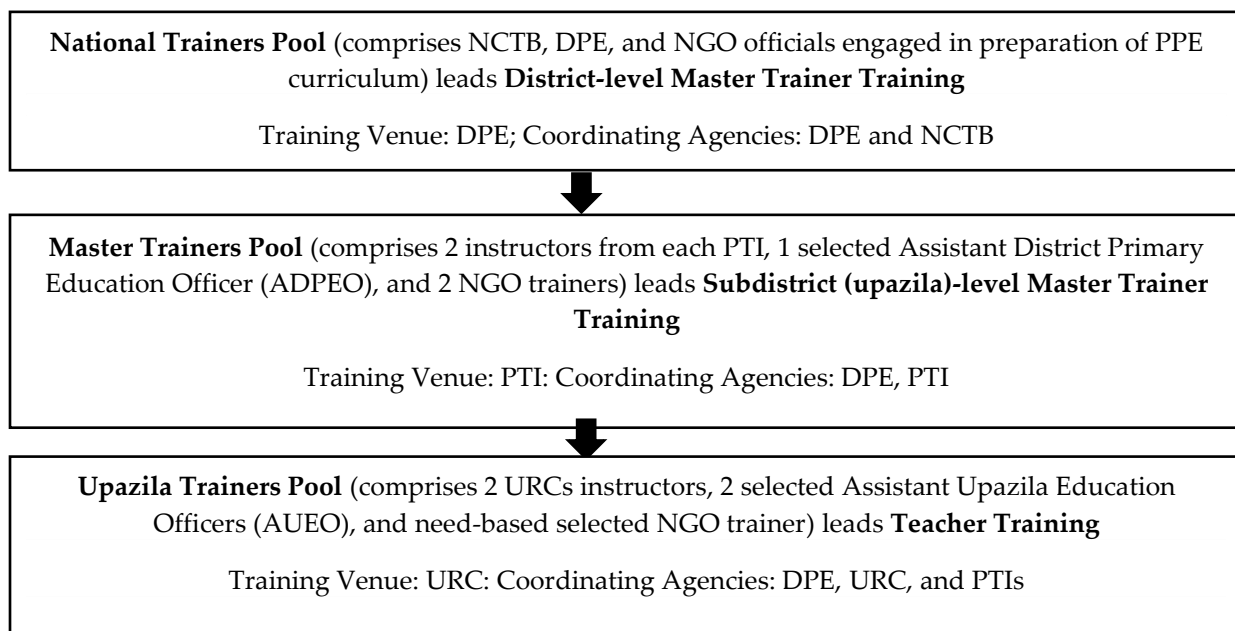 National Trainers Pool (comprises NCTB, DPE, and NGO officials engaged in preparation of PPE
curriculum) leads District-level Master Trainer Training
Training Venue: DPE; Coordinating Agencies: DPE and NCTB
Master Trainers Pool (comprises 2 instructors from each PTI, 1 selected Assistant District Primary
Education Officer (ADPEO), and 2 NGO trainers) leads Subdistrict (upazila)-level Master Trainer
Training
Training Venue: PTI: Coordinating Agencies: DPE, PTI
Upazila Trainers Pool (comprises 2 URCs instructors, 2 selected Assistant Upazila Education
Officers (AUEO), and need-based selected NGO trainer) leads Teacher Training
Training Venue: URC: Coordinating Agencies: DPE, URC, and PTIs